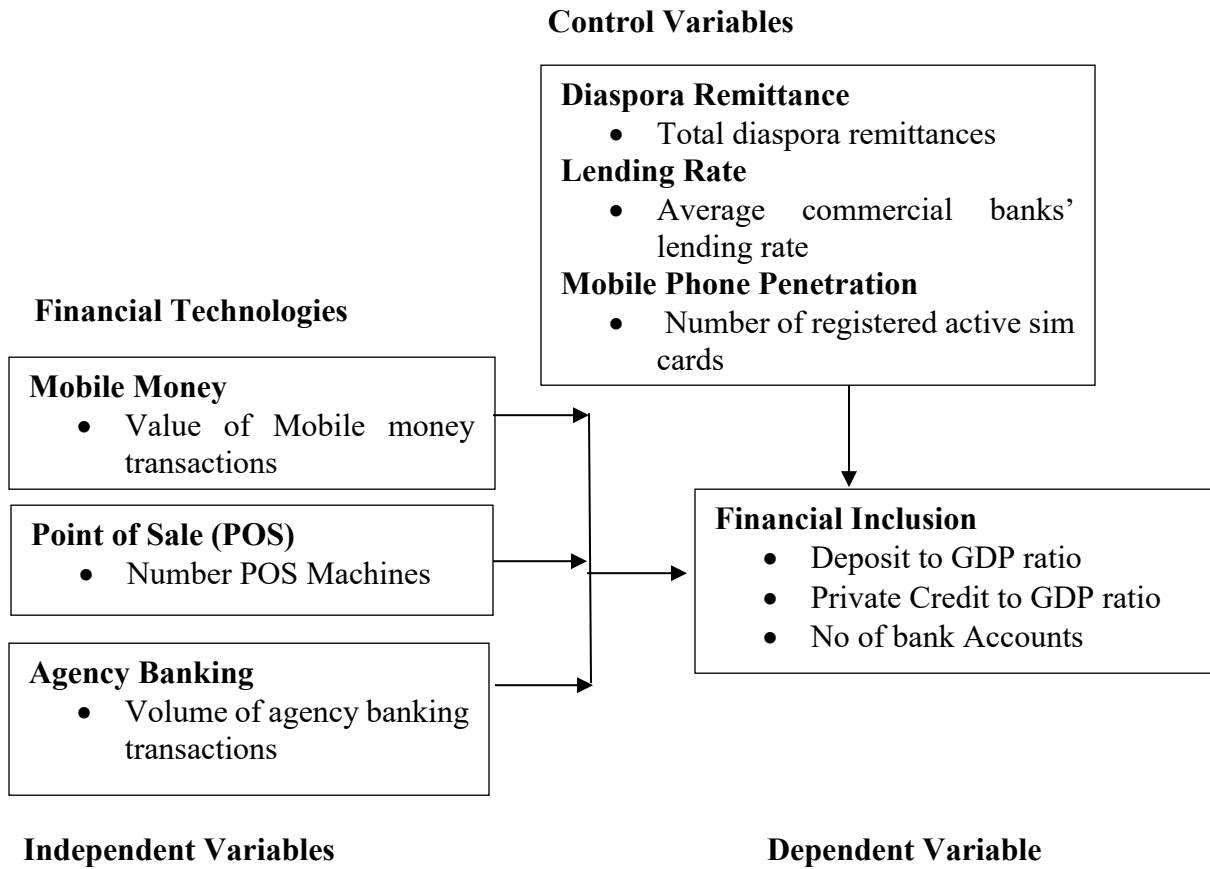 Control Variables
Diaspora Remittance
• Total diaspora remittances
Lending Rate
• Average commercial banks’
lending rate
Mobile Phone Penetration
• Number of registered active sim
cards
Financial Technologies
Mobile Money
• Value of Mobile money
transactions
Point of Sale (POS)
• Number POS Machines
Agency Banking
• Volume of agency banking
transactions
Financial Inclusion
• Deposit to GDP ratio
• Private Credit to GDP ratio
• No of bank Accounts
Independent Variables
Dependent Variable